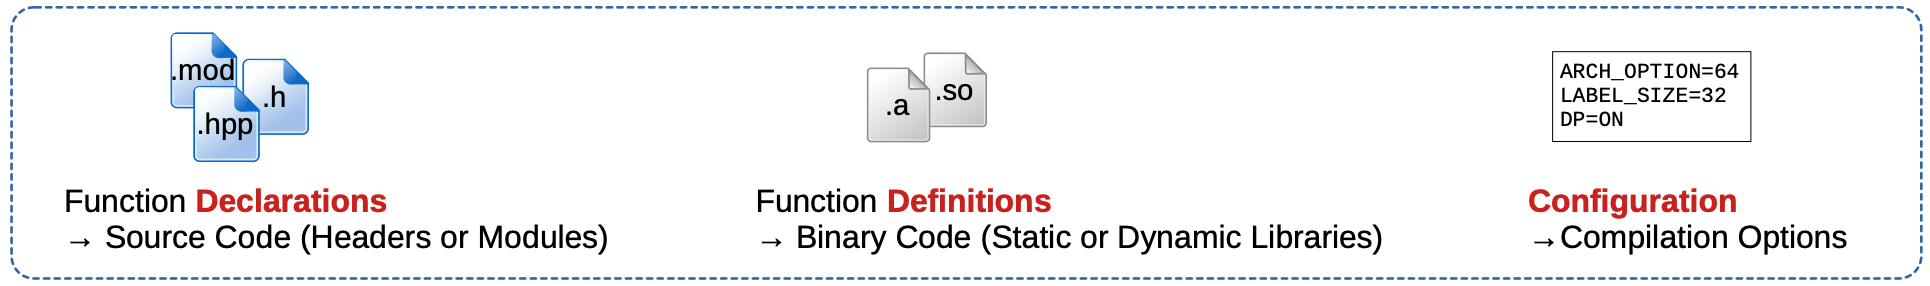 .mod
.h
.hpp
.a
.so
ARCH_OPTION=64
LABEL_SIZE=32
DP=ON
Function Declarations
→ Source Code (Headers or Modules)
Function Definitions
→ Binary Code (Static or Dynamic Libraries)
Configuration
→Compilation Options